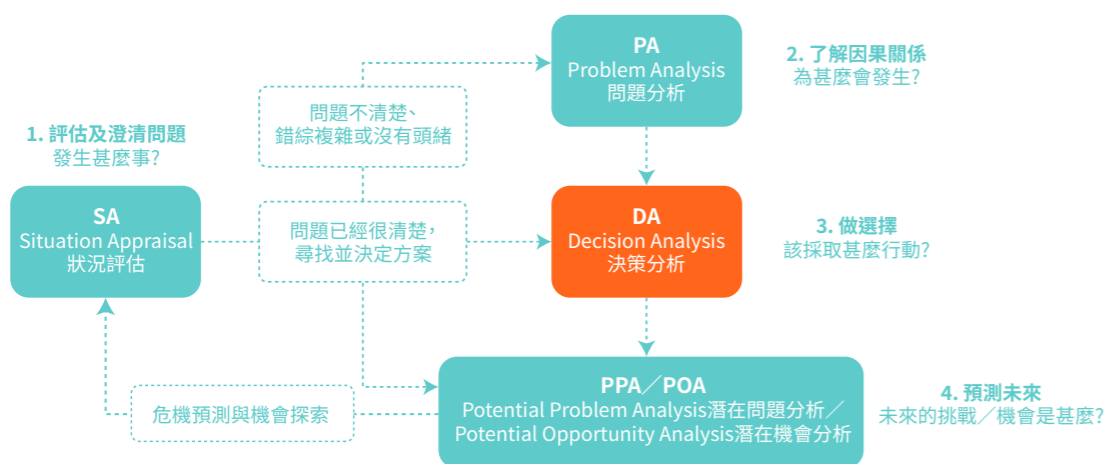 1. 評估及澄清問題
發生甚麼事?
SA
Situation Appraisal
狀況評估
問題不清楚、
錯綜複雜或沒有頭緒
問題已經很清楚,
尋找並決定方案
PA
Problem Analysis
問題分析
2. 了解因果關係
為甚麼會發生?
DA
Decision Analysis
決策分析
3. 做選擇
該採取甚麼行動?
PPA／POA
Potential Problem Analysis潛在問題分析／
Potential Opportunity Analysis潛在機會分析
4. 預測未來
未來的挑戰／機會是甚麼?
危機預測與機會探索